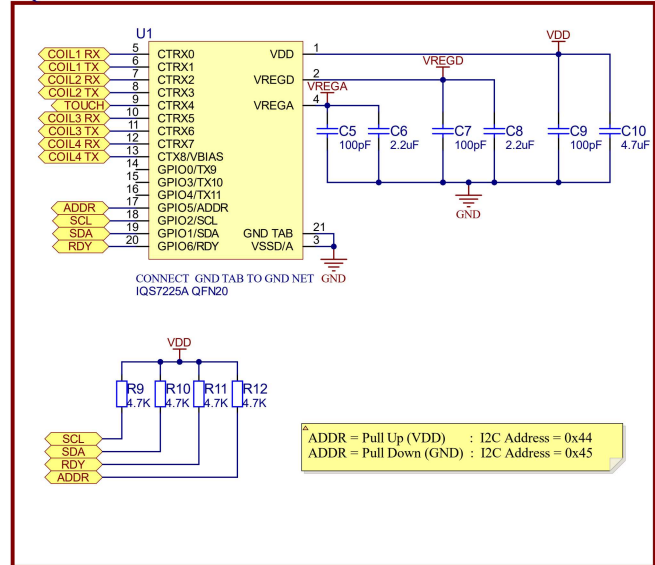 U1
COIL1 RX 5 CTRX0 VDD 1 VDD
COIL1 TX 6 CTRX1
COIL2 RX 7 CTRX2 VREGD 2 VREGD
COIL2 TX 8 CTRX3 VREGA
TOUCH 9 CTRX4 VREGA 4
COIL3 RX 10 CTRX5
COIL3 TX 11 CTRX6
COIL4 RX 12 CTRX7
COIL4 TX 13 CTX8/VBIAS
C5 C6 C7 C8 C9 C10
100pF 2.2uF 100pF 2.2uF 100pF 4.7uF
14 GPIO0/TX9
15 GPIO3/TX10
16 GPIO4/TX11
ADDR 17 GPIO5/ADDR
SCL 18 GPIO2/SCL
SDA 19 GPIO1/SDA GND TAB 21
RDY 20 GPIO6/RDY VSSD/A 3
GND
CONNECT GND TAB TO GND NET GND
IQS7225A QFN20
VDD
R9 R10 R11 R12
4.7K 4.7K 4.7K 4.7K
SCL
SDA
RDY
ADDR
ADDR = Pull Up (VDD) : I2C Address = 0x44
ADDR = Pull Down (GND) : I2C Address = 0x45